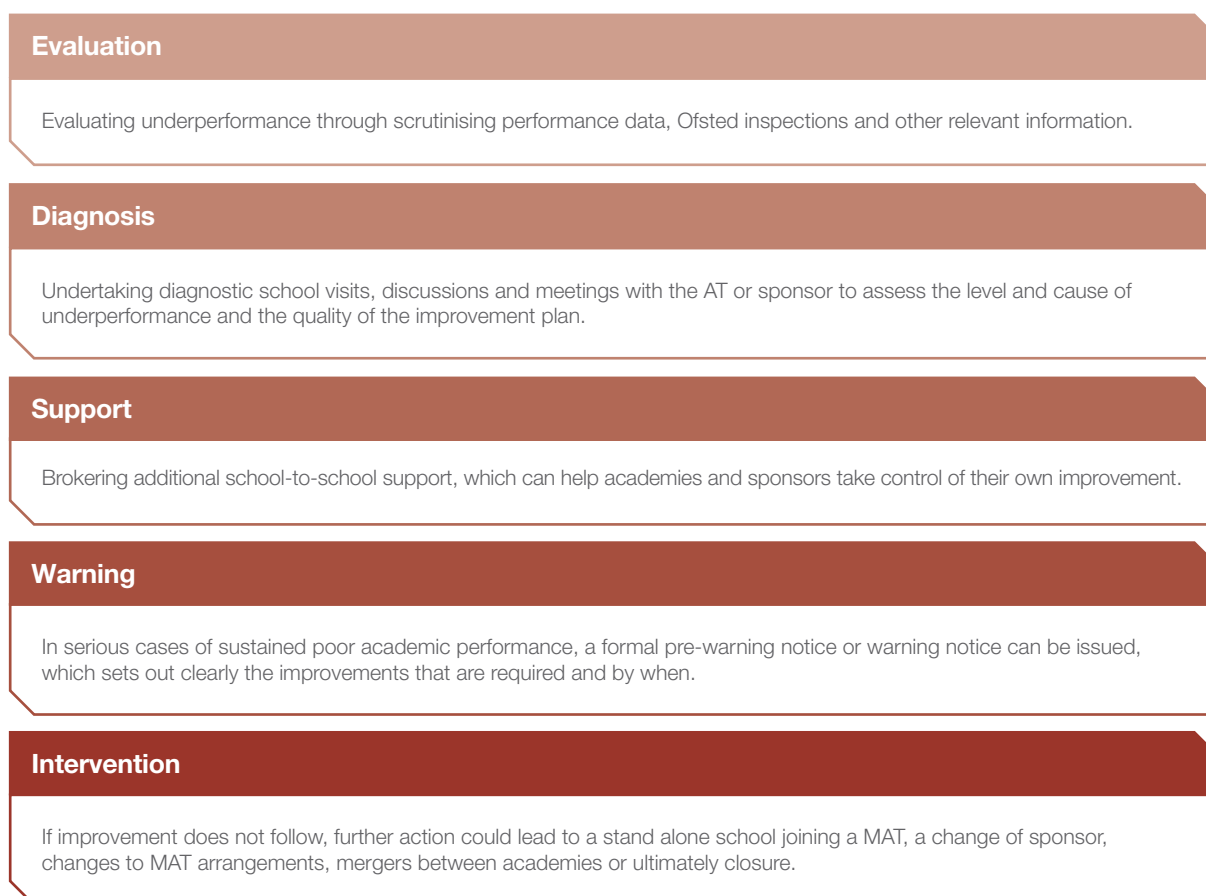 Evaluation
Evaluating underperformance through scrutinising performance data, Ofsted inspections and other relevant information.
Diagnosis
Undertaking diagnostic school visits, discussions and meetings with the AT or sponsor to assess the level and cause of
underperformance and the quality of the improvement plan.
Support
Brokering additional school-to-school support, which can help academies and sponsors take control of their own improvement.
Warning
In serious cases of sustained poor academic performance, a formal pre-warning notice or warning notice can be issued,
which sets out clearly the improvements that are required and by when.
Intervention
If improvement does not follow, further action could lead to a stand alone school joining a MAT, a change of sponsor,
changes to MAT arrangements, mergers between academies or ultimately closure.